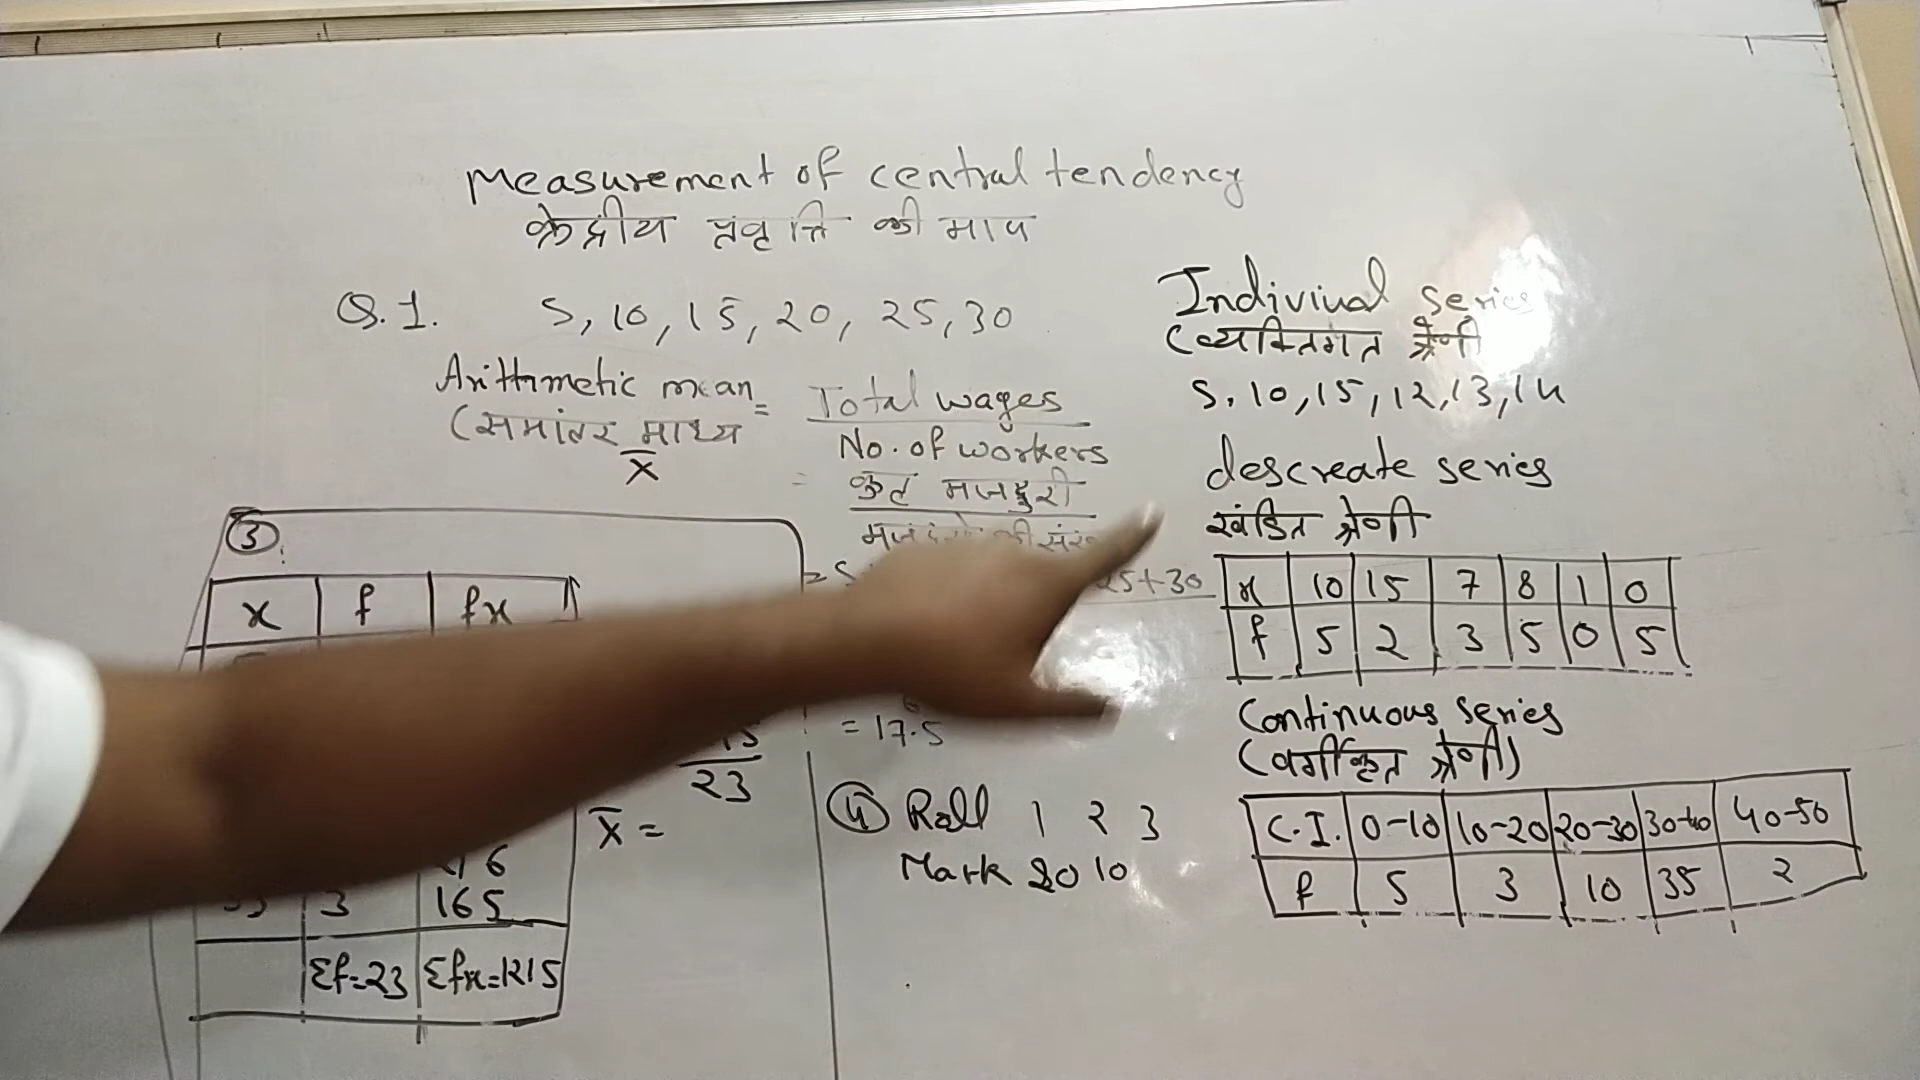 Measurement of central tendency
केन्द्रीय प्रवृत्ति की माप
Q.1. 5, 10, 15, 20, 25, 30
Arithmetic mean = Total wages
(समांतर माध्य No. of workers
X̄
= कुल मजदुरी
25+30
= 17.5
③
x f fx
23
X̄ =
3 165
Σf=23 Σfx=1215
④ Roll 1 2 3
Mark 20 10
Indiviual series
(व्यक्तिगत श्रेणी
5, 10, 15, 12, 13, 14
descreate series
खंडित श्रेणी
x 10 15 7 8 1 0
f 5 2 3 5 0 5
Continuous series
(वर्गीकृत श्रेणी)
C.I. 0-10 10-20 20-30 30-40 40-50
f 5 3 10 35 2